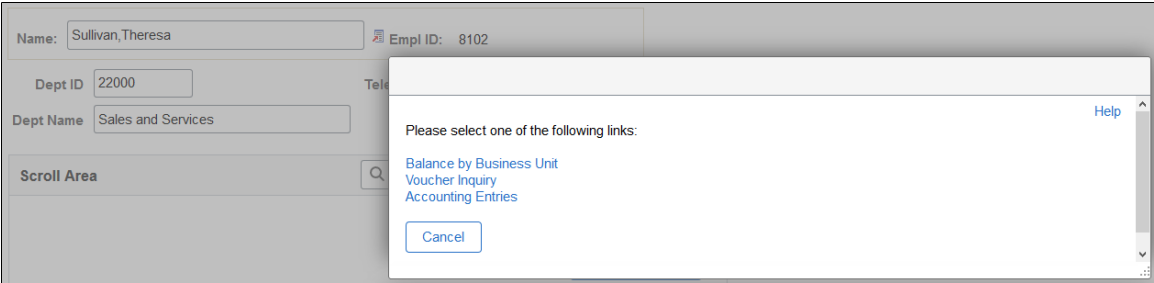 Name: Sullivan,Theresa Empl ID: 8102
Dept ID 22000 Tele
Dept Name Sales and Services
Scroll Area
Help
Please select one of the following links:
Balance by Business Unit
Voucher Inquiry
Accounting Entries
Cancel